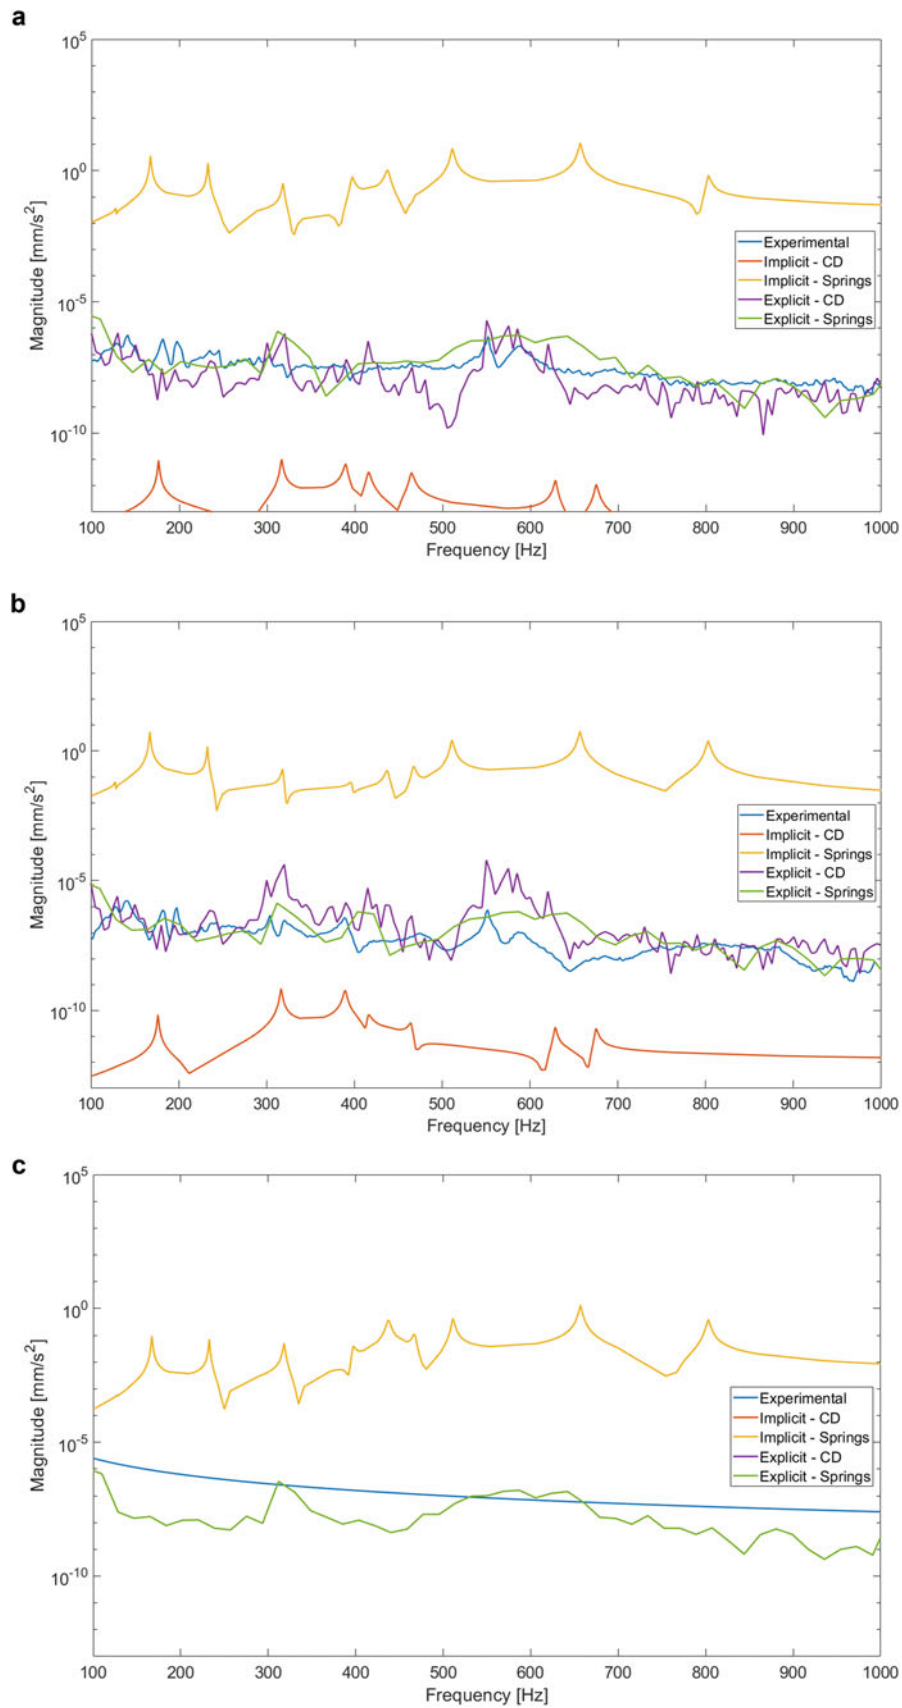 a
10^5
10^0
10^-5
10^-10
Magnitude [mm/s^2]
Experimental
Implicit - CD
Implicit - Springs
Explicit - CD
Explicit - Springs
100 200 300 400 500 600 700 800 900 1000
Frequency [Hz]
b
10^5
10^0
10^-5
10^-10
Magnitude [mm/s^2]
Experimental
Implicit - CD
Implicit - Springs
Explicit - CD
Explicit - Springs
100 200 300 400 500 600 700 800 900 1000
Frequency [Hz]
c
10^5
10^0
10^-5
10^-10
Magnitude [mm/s^2]
Experimental
Implicit - CD
Implicit - Springs
Explicit - CD
Explicit - Springs
100 200 300 400 500 600 700 800 900 1000
Frequency [Hz]